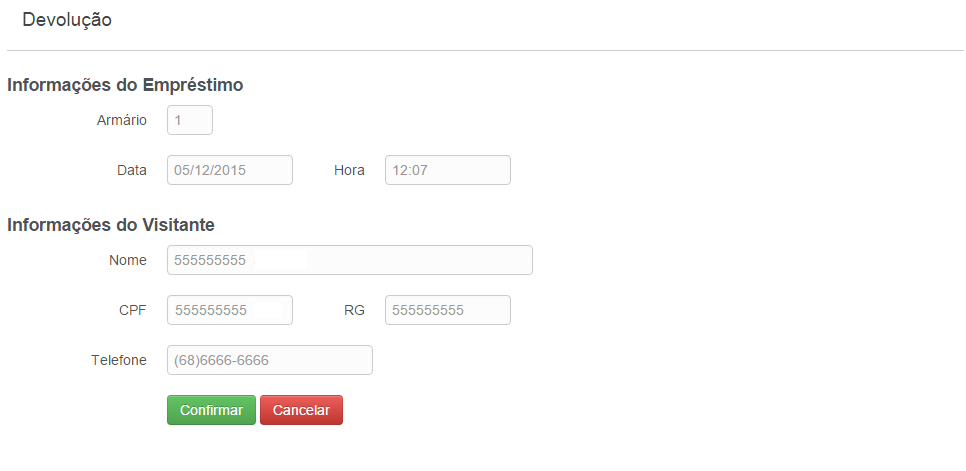 Devolução
Informações do Empréstimo
Armário 1
Data 05/12/2015 Hora 12:07
Informações do Visitante
Nome 555555555
CPF 555555555 RG 555555555
Telefone (68)6666-6666
Confirmar Cancelar